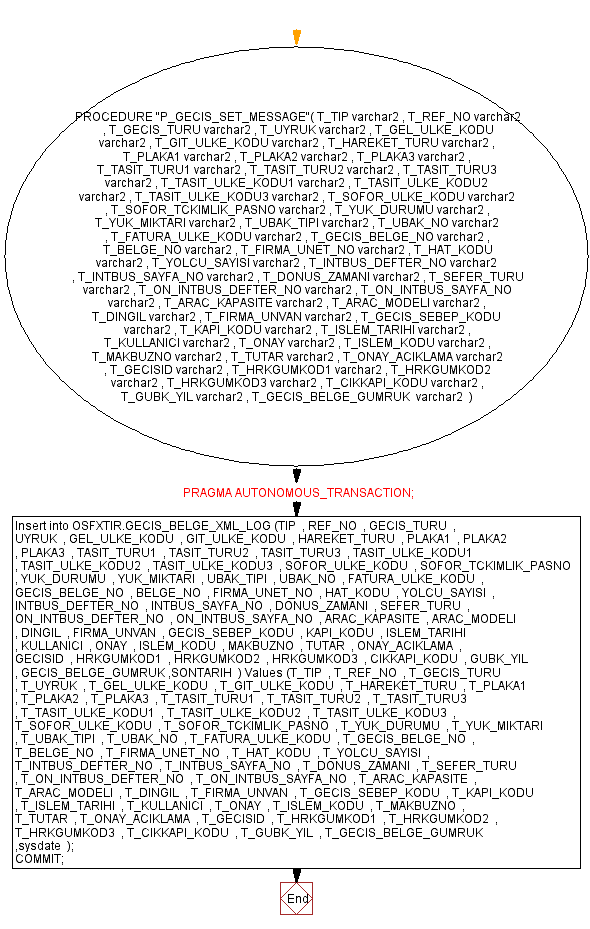 PROCEDURE "P_GECIS_SET_MESSAGE"( T_TIP varchar2 , T_REF_NO varchar2
, T_GECIS_TURU varchar2 , T_UYRUK varchar2 , T_GEL_ULKE_KODU
varchar2 , T_GIT_ULKE_KODU varchar2 , T_HAREKET_TURU varchar2 ,
T_PLAKA1 varchar2 , T_PLAKA2 varchar2 , T_PLAKA3 varchar2 ,
T_TASIT_TURU1 varchar2 , T_TASIT_TURU2 varchar2 , T_TASIT_TURU3
varchar2 , T_TASIT_ULKE_KODU1 varchar2 , T_TASIT_ULKE_KODU2
varchar2 , T_TASIT_ULKE_KODU3 varchar2 , T_SOFOR_ULKE_KODU varchar2
, T_SOFOR_TCKIMLIK_PASNO varchar2 , T_YUK_DURUMU varchar2 ,
T_YUK_MIKTARI varchar2 , T_UBAK_TIPI varchar2 , T_UBAK_NO varchar2
, T_FATURA_ULKE_KODU varchar2 , T_GECIS_BELGE_NO varchar2 ,
T_BELGE_NO varchar2 , T_FIRMA_UNET_NO varchar2 , T_HAT_KODU
varchar2 , T_YOLCU_SAYISI varchar2 , T_INTBUS_DEFTER_NO varchar2
, T_INTBUS_SAYFA_NO varchar2 , T_DONUS_ZAMANI varchar2 , T_SEFER_TURU
varchar2 , T_ON_INTBUS_DEFTER_NO varchar2 , T_ON_INTBUS_SAYFA_NO
varchar2 , T_ARAC_KAPASITE varchar2 , T_ARAC_MODELI varchar2 ,
T_DINGIL varchar2 , T_FIRMA_UNVAN varchar2 , T_GECIS_SEBEP_KODU
varchar2 , T_KAPI_KODU varchar2 , T_ISLEM_TARIHI varchar2 ,
T_KULLANICI varchar2 , T_ONAY varchar2 , T_ISLEM_KODU varchar2 ,
T_MAKBUZNO varchar2 , T_TUTAR varchar2 , T_ONAY_ACIKLAMA varchar2
, T_GECISID varchar2 , T_HRKGUMKOD1 varchar2 , T_HRKGUMKOD2
varchar2 , T_HRKGUMKOD3 varchar2 , T_CIKKAPI_KODU varchar2 ,
T_GUBK_YIL varchar2 , T_GECIS_BELGE_GUMRUK varchar2 )
PRAGMA AUTONOMOUS_TRANSACTION;
Insert into OSFXTIR.GECIS_BELGE_XML_LOG (TIP , REF_NO , GECIS_TURU ,
UYRUK , GEL_ULKE_KODU , GIT_ULKE_KODU , HAREKET_TURU , PLAKA1 , PLAKA2
, PLAKA3 , TASIT_TURU1 , TASIT_TURU2 , TASIT_TURU3 , TASIT_ULKE_KODU1
, TASIT_ULKE_KODU2 , TASIT_ULKE_KODU3 , SOFOR_ULKE_KODU , SOFOR_TCKIMLIK_PASNO
, YUK_DURUMU , YUK_MIKTARI , UBAK_TIPI , UBAK_NO , FATURA_ULKE_KODU ,
GECIS_BELGE_NO , BELGE_NO , FIRMA_UNET_NO , HAT_KODU , YOLCU_SAYISI ,
INTBUS_DEFTER_NO , INTBUS_SAYFA_NO , DONUS_ZAMANI , SEFER_TURU ,
ON_INTBUS_DEFTER_NO , ON_INTBUS_SAYFA_NO , ARAC_KAPASITE , ARAC_MODELI
, DINGIL , FIRMA_UNVAN , GECIS_SEBEP_KODU , KAPI_KODU , ISLEM_TARIHI
, KULLANICI , ONAY , ISLEM_KODU , MAKBUZNO , TUTAR , ONAY_ACIKLAMA ,
GECISID , HRKGUMKOD1 , HRKGUMKOD2 , HRKGUMKOD3 , CIKKAPI_KODU , GUBK_YIL
, GECIS_BELGE_GUMRUK ,SONTARIH ) Values (T_TIP , T_REF_NO , T_GECIS_TURU
, T_UYRUK , T_GEL_ULKE_KODU , T_GIT_ULKE_KODU , T_HAREKET_TURU , T_PLAKA1
, T_PLAKA2 , T_PLAKA3 , T_TASIT_TURU1 , T_TASIT_TURU2 , T_TASIT_TURU3
, T_TASIT_ULKE_KODU1 , T_TASIT_ULKE_KODU2 , T_TASIT_ULKE_KODU3 ,
T_SOFOR_ULKE_KODU , T_SOFOR_TCKIMLIK_PASNO , T_YUK_DURUMU , T_YUK_MIKTARI
, T_UBAK_TIPI , T_UBAK_NO , T_FATURA_ULKE_KODU , T_GECIS_BELGE_NO ,
T_BELGE_NO , T_FIRMA_UNET_NO , T_HAT_KODU , T_YOLCU_SAYISI ,
T_INTBUS_DEFTER_NO , T_INTBUS_SAYFA_NO , T_DONUS_ZAMANI , T_SEFER_TURU
, T_ON_INTBUS_DEFTER_NO , T_ON_INTBUS_SAYFA_NO , T_ARAC_KAPASITE ,
T_ARAC_MODELI , T_DINGIL , T_FIRMA_UNVAN , T_GECIS_SEBEP_KODU , T_KAPI_KODU
, T_ISLEM_TARIHI , T_KULLANICI , T_ONAY , T_ISLEM_KODU , T_MAKBUZNO ,
T_TUTAR , T_ONAY_ACIKLAMA , T_GECISID , T_HRKGUMKOD1 , T_HRKGUMKOD2 ,
T_HRKGUMKOD3 , T_CIKKAPI_KODU , T_GUBK_YIL , T_GECIS_BELGE_GUMRUK
,sysdate );
COMMIT;
End